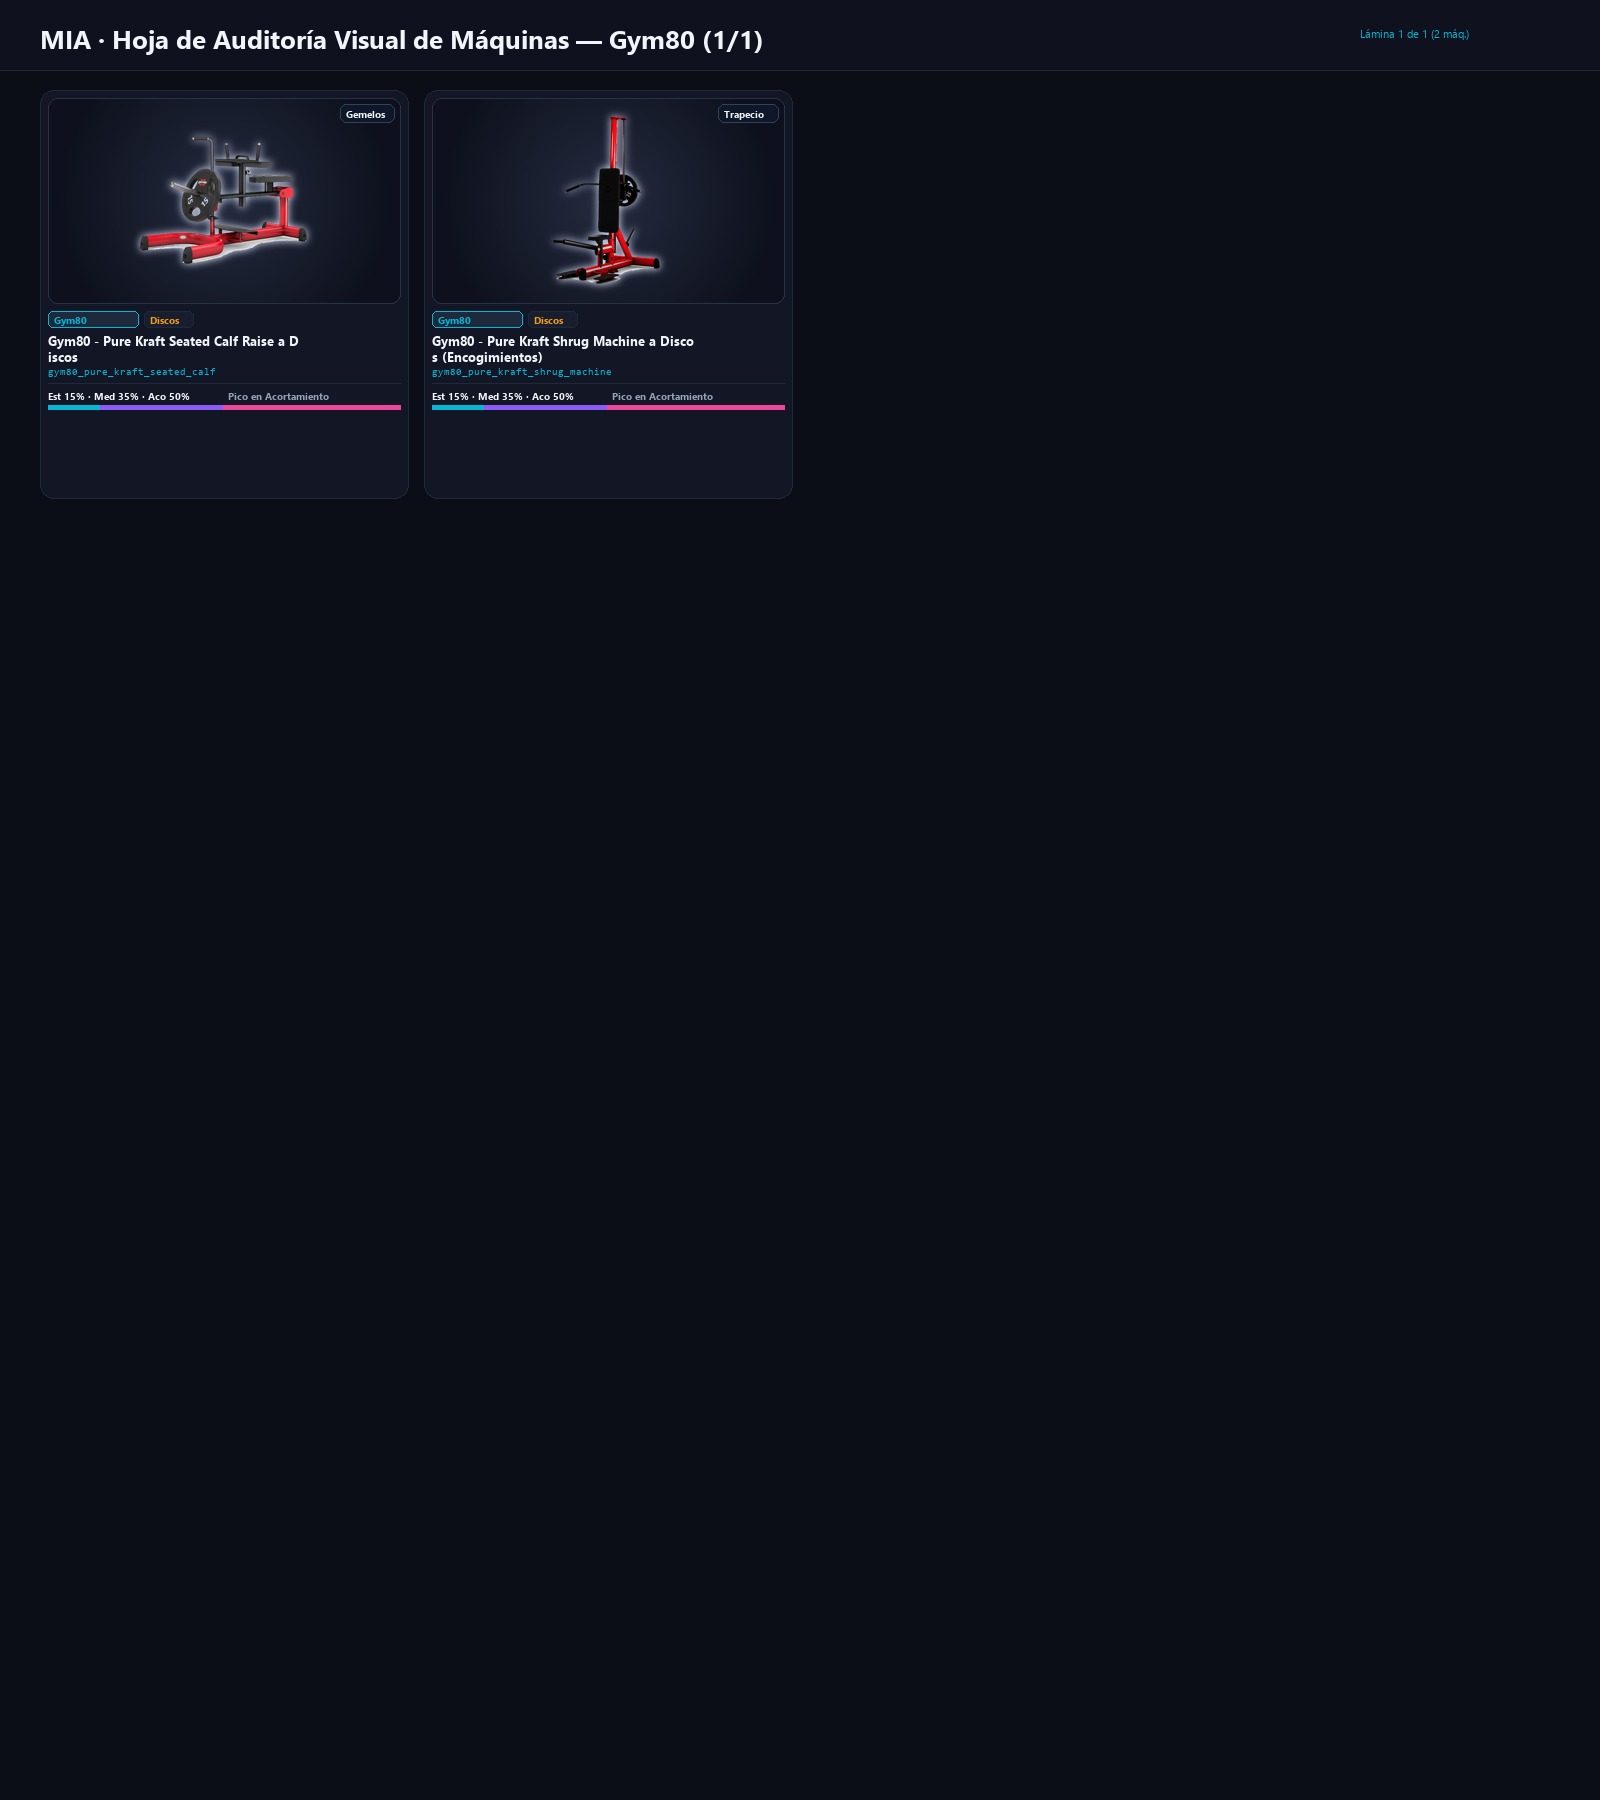 MIA · Hoja de Auditoría Visual de Máquinas — Gym80 (1/1)
Lámina 1 de 1 (2 máq.)
Gemelos
Gym80
Discos
Gym80 - Pure Kraft Seated Calf Raise a D
iscos
gym80_pure_kraft_seated_calf
Est 15% · Med 35% · Aco 50%
Pico en Acortamiento
Trapecio
Gym80
Discos
Gym80 - Pure Kraft Shrug Machine a Disco
s (Encogimientos)
gym80_pure_kraft_shrug_machine
Est 15% · Med 35% · Aco 50%
Pico en Acortamiento